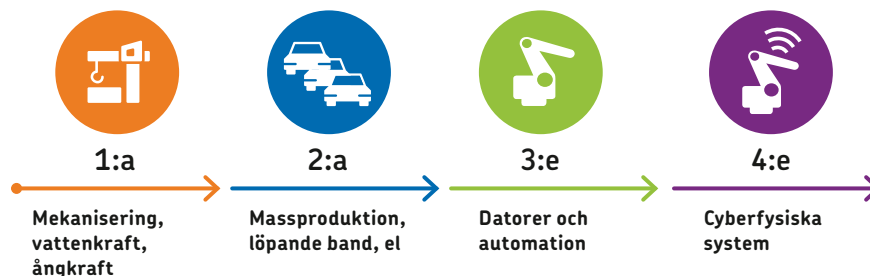 1:a
2:a
3:e
4:e
Mekanisering,
vattenkraft,
ångkraft
Massproduktion,
löpande band, el
Datorer och
automation
Cyberfysiska
system